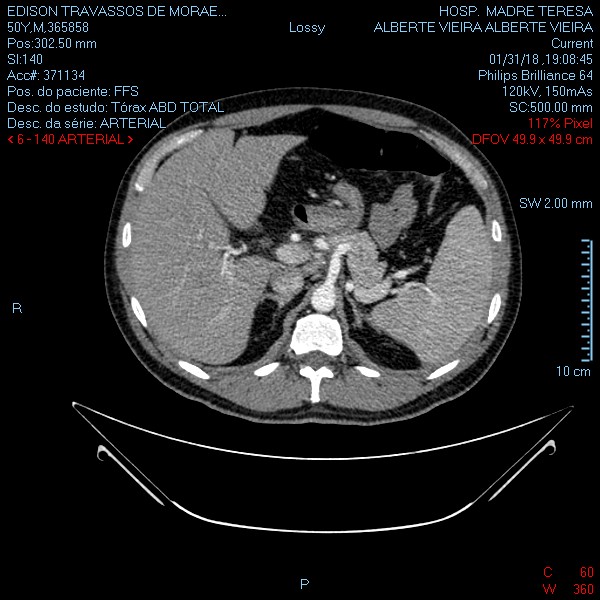 EDISON TRAVASSOS DE MORAE...
50Y,M,365858
Pos:302.50 mm
SI:140
Acc#: 371134
Pos. do paciente: FFS
Desc. do estudo: Tórax ABD TOTAL
Desc. da série: ARTERIAL
< 6 - 140 ARTERIAL >
Lossy
HOSP. MADRE TERESA
ALBERTE VIEIRA ALBERTE VIEIRA
Current
01/31/18 ,19:08:45
Philips Brilliance 64
120kV, 150mAs
SC:500.00 mm
117% Pixel
DFOV 49.9 x 49.9 cm
SW 2.00 mm
R
10 cm
P
C 60
W 360